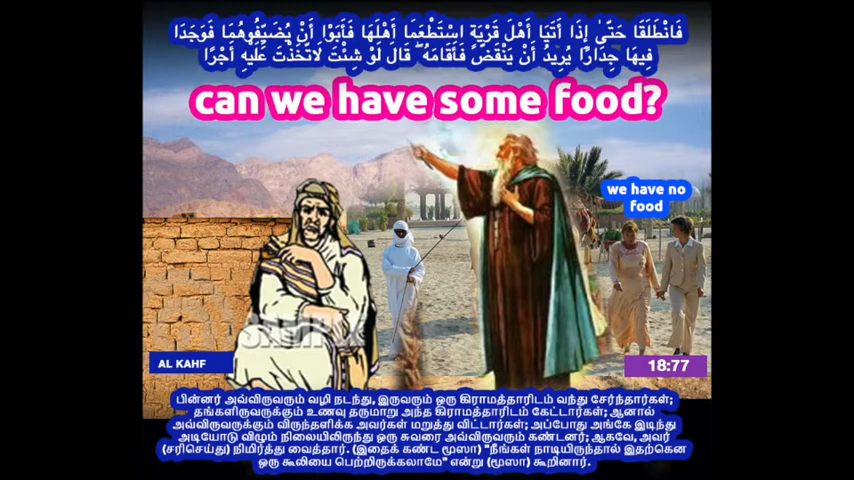 فَانْطَلَقَا حَتَّىٰ إِذَا أَتَيَا أَهْلَ قَرْيَةٍ اسْتَطْعَمَا أَهْلَهَا فَأَبَوْا أَنْ يُضَيِّفُوهُمَا فَوَجَدَا
فِيهَا جِدَارًا يُرِيدُ أَنْ يَنْقَضَّ فَأَقَامَهُ ۖ قَالَ لَوْ شِئْتَ لَاتَّخَذْتَ عَلَيْهِ أَجْرًا
can we have some food?
we have no
food
SAMPLE
AL KAHF
18:77
பின்னர் அவ்விருவரும் வழி நடந்து, இருவரும் ஒரு கிராமத்தாரிடம் வந்து சேர்ந்தார்கள்;
தங்களிருவருக்கும் உணவு தருமாறு அந்த கிராமத்தாரிடம் கேட்டார்கள்; ஆனால்
அவ்விருவருக்கும் விருந்தளிக்க அவர்கள் மறுத்து விட்டார்கள்; அப்போது அங்கே இடிந்து
அடியோடு விழும் நிலையிலிருந்து ஒரு சுவரை அவ்விருவரும் கண்டனர்; ஆகவே, அவர்
(சரிசெய்து) நிமிர்த்து வைத்தார். (இதைக் கண்ட மூஸா) "நீங்கள் நாடியிருந்தால் இதற்கென
ஒரு கூலியை பெற்றிருக்கலாமே" என்று (மூஸா) கூறினார்.